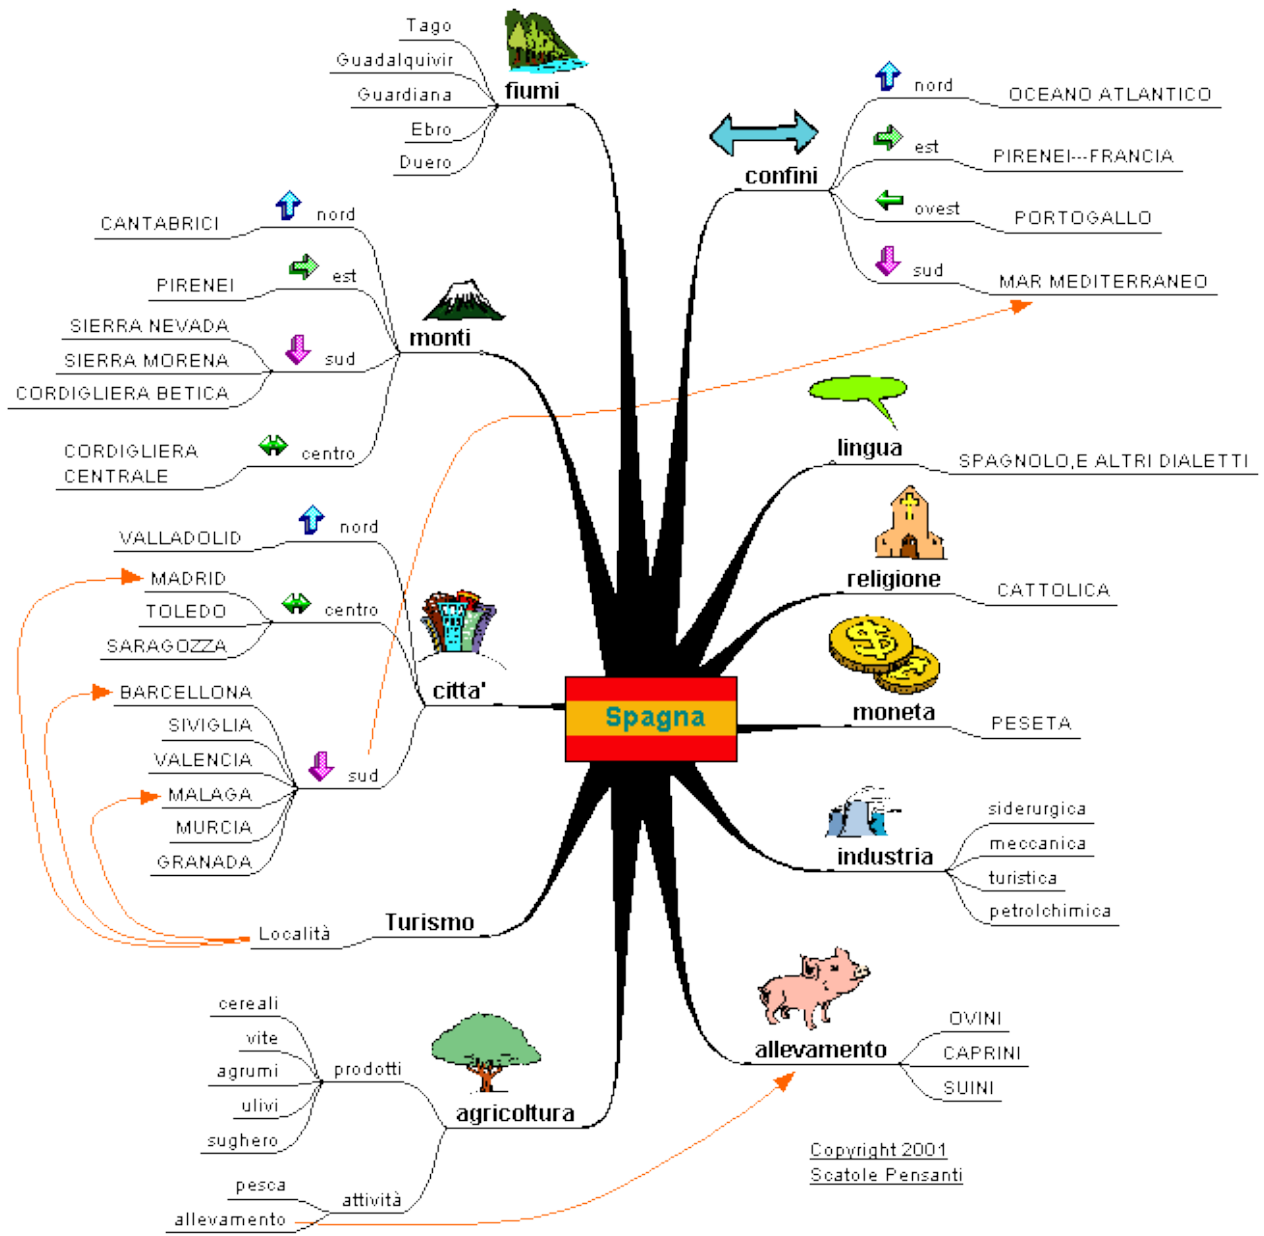 Tago
Guadalquivir
Guardiana
Ebro
Duero
fiumi
nord
CANTABRICI
est
PIRENEI
SIERRA NEVADA
SIERRA MORENA
CORDIGLIERA BETICA
sud
CORDIGLIERA
CENTRALE
centro
monti
nord
VALLADOLID
MADRID
TOLEDO
SARAGOZZA
centro
BARCELLONA
SIVIGLIA
VALENCIA
MALAGA
MURCIA
GRANADA
sud
citta'
Località
Turismo
cereali
vite
agrumi
ulivi
sughero
prodotti
pesca
allevamento
attività
agricoltura
Spagna
confini
nord
OCEANO ATLANTICO
est
PIRENEI---FRANCIA
ovest
PORTOGALLO
sud
MAR MEDITERRANEO
lingua
SPAGNOLO,E ALTRI DIALETTI
religione
CATTOLICA
moneta
PESETA
industria
siderurgica
meccanica
turistica
petrolchimica
allevamento
OVINI
CAPRINI
SUINI
Copyright 2001
Scatole Pensanti